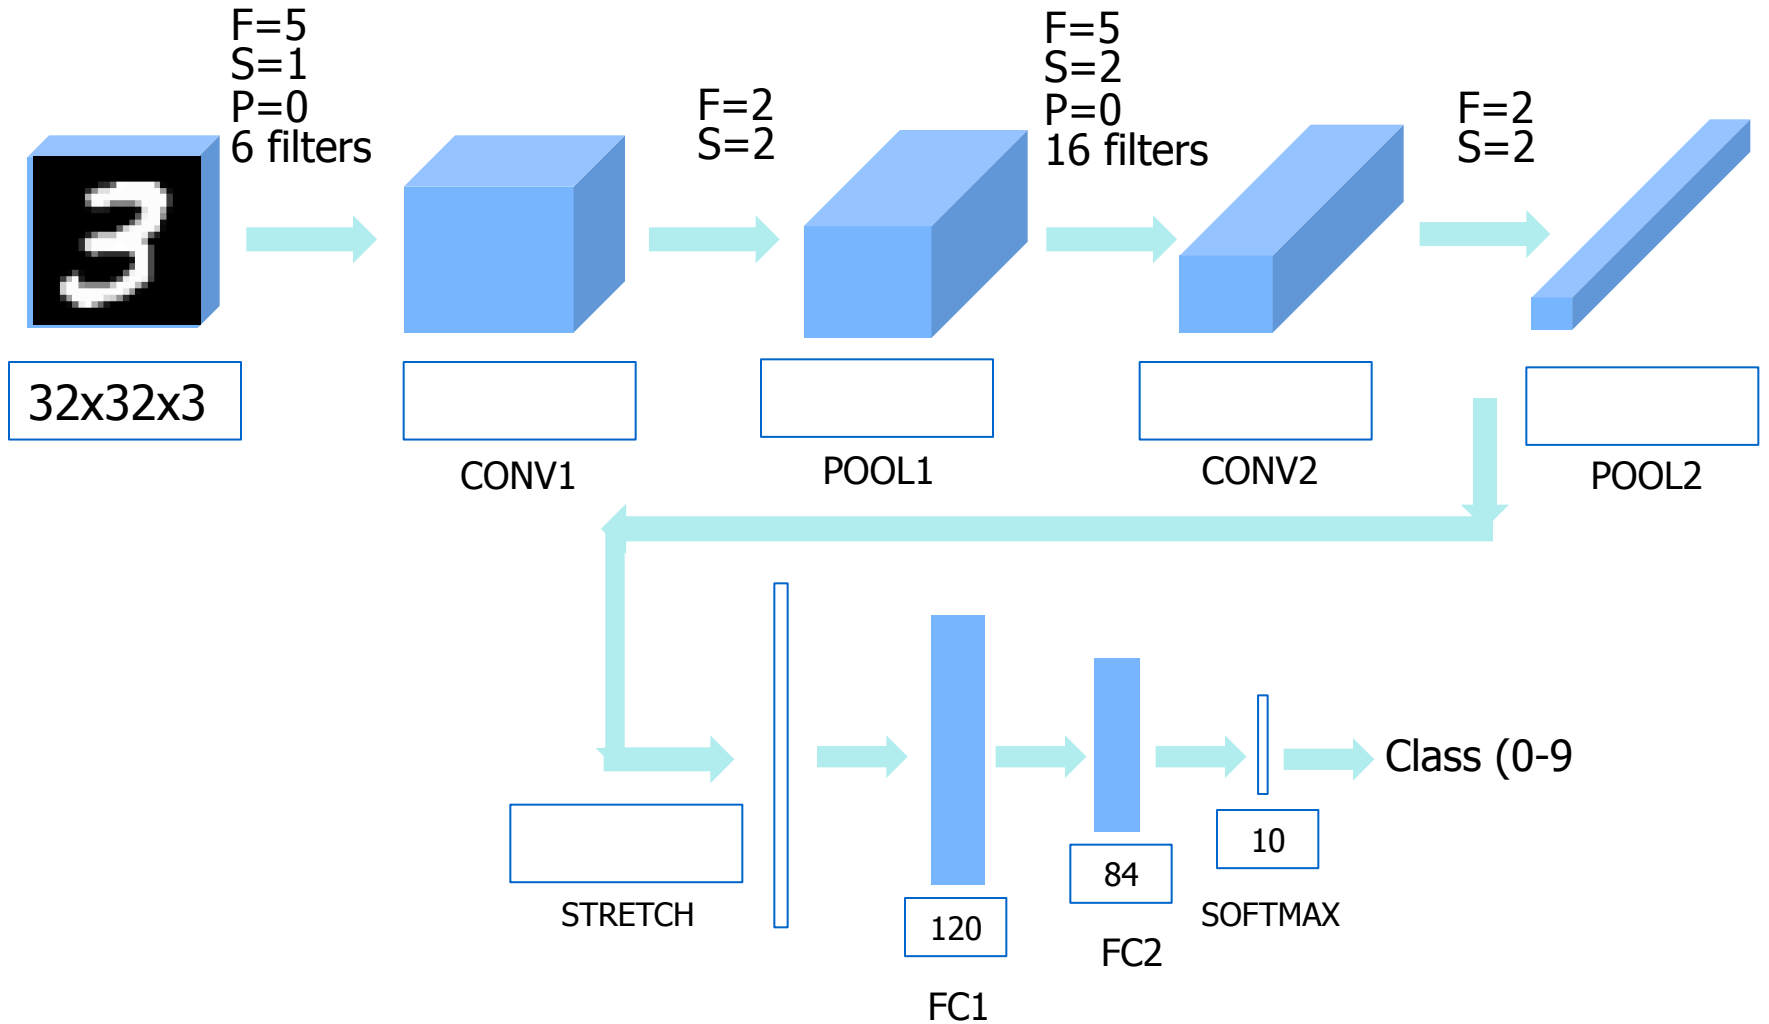 F=5
S=1
P=0
6 filters
F=2
S=2
F=5
S=2
P=0
16 filters
F=2
S=2
32x32x3
CONV1
POOL1
CONV2
POOL2
Class (0-9
STRETCH
120
FC1
84
FC2
10
SOFTMAX